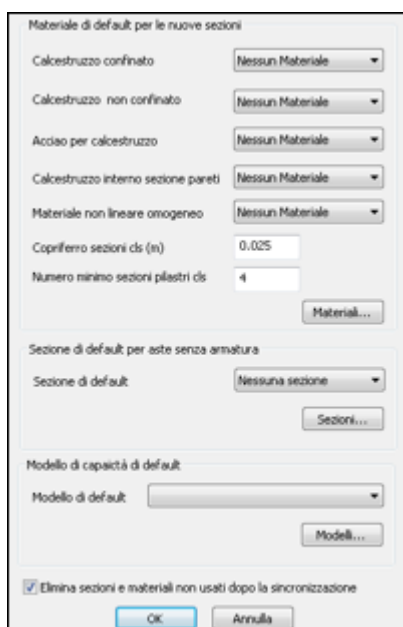 Materiale di default per le nuove sezioni
Calcestruzzo confinato Nessun Materiale
Calcestruzzo non confinato Nessun Materiale
Acciao per calcestruzzo Nessun Materiale
Calcestruzzo interno sezione pareti Nessun Materiale
Materiale non lineare omogeneo Nessun Materiale
Copriferro sezioni cls (m) 0.025
Numero minimo sezioni pilastri cls 4
Materiali...
Sezione di default per aste senza armatura
Sezione di default Nessuna sezione
Sezioni...
Modello di capaictà di default
Modello di default
Modelli...
Elimina sezioni e materiali non usati dopo la sincronizzazione
OK Annulla